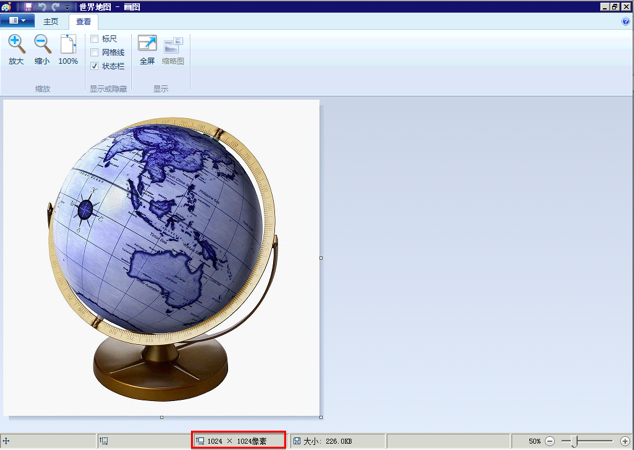 世界地图 - 画图
主页 查看
放大 缩小 100%
标尺
网格线
状态栏
全屏 缩略图
缩放 显示或隐藏 显示
1024 × 1024像素 大小: 226.0KB 50%